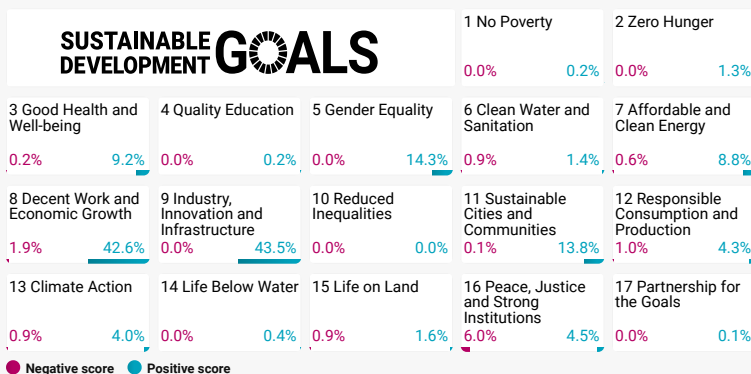 SUSTAINABLE
DEVELOPMENT
GOALS
1 No Poverty
0.0% 0.2%
2 Zero Hunger
0.0% 1.3%
3 Good Health and
Well-being
0.2% 9.2%
4 Quality Education
0.0% 0.2%
5 Gender Equality
0.0% 14.3%
6 Clean Water and
Sanitation
0.9% 1.4%
7 Affordable and
Clean Energy
0.6% 8.8%
8 Decent Work and
Economic Growth
1.9% 42.6%
9 Industry,
Innovation and
Infrastructure
0.0% 43.5%
10 Reduced
Inequalities
0.0% 0.0%
11 Sustainable
Cities and
Communities
0.1% 13.8%
12 Responsible
Consumption and
Production
1.0% 4.3%
13 Climate Action
0.9% 4.0%
14 Life Below Water
0.0% 0.4%
15 Life on Land
0.9% 1.6%
16 Peace, Justice
and Strong
Institutions
6.0% 4.5%
17 Partnership for
the Goals
0.0% 0.1%
Negative score Positive score